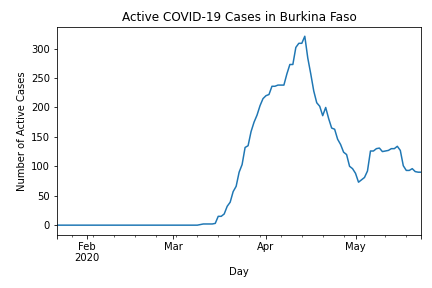 Active COVID-19 Cases in Burkina Faso
Number of Active Cases
300
250
200
150
100
50
0
Feb
2020
Mar
Apr
May
Day